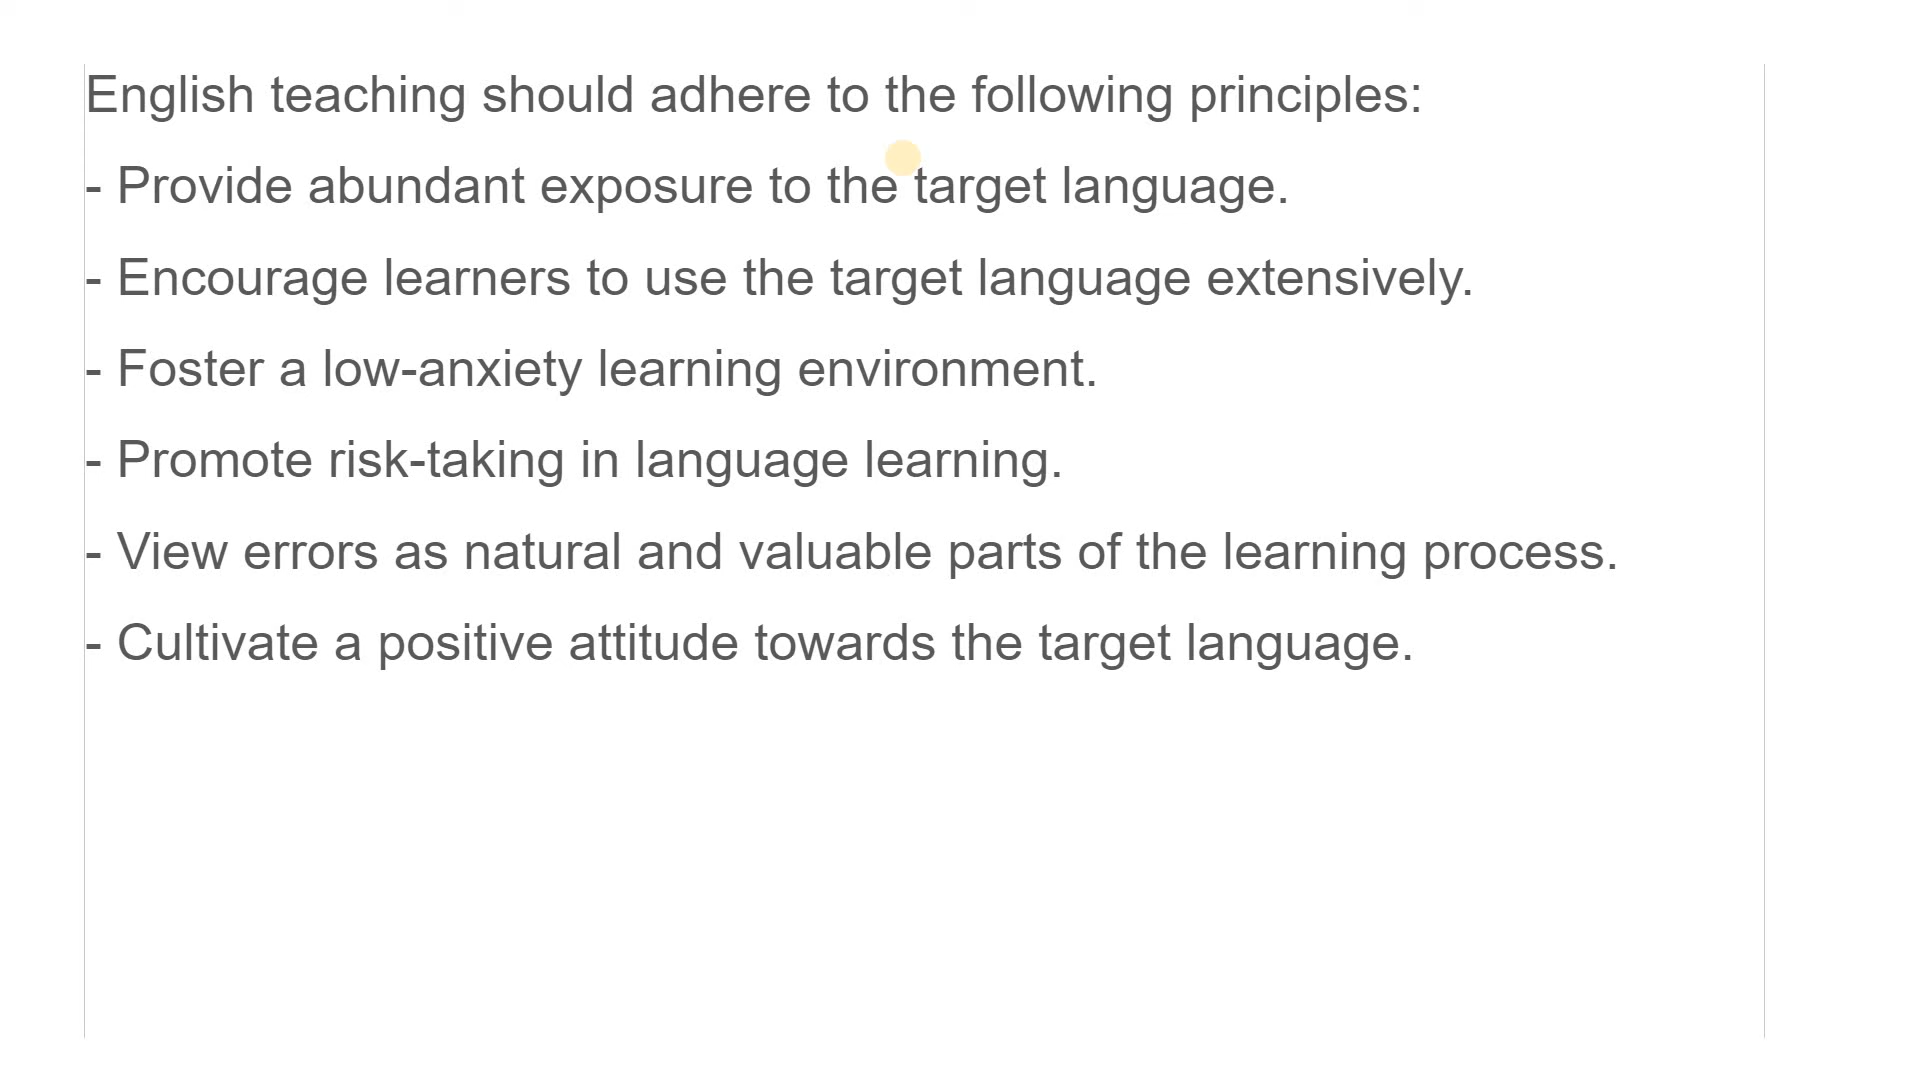 English teaching should adhere to the following principles:
- Provide abundant exposure to the target language.
- Encourage learners to use the target language extensively.
- Foster a low-anxiety learning environment.
- Promote risk-taking in language learning.
- View errors as natural and valuable parts of the learning process.
- Cultivate a positive attitude towards the target language.